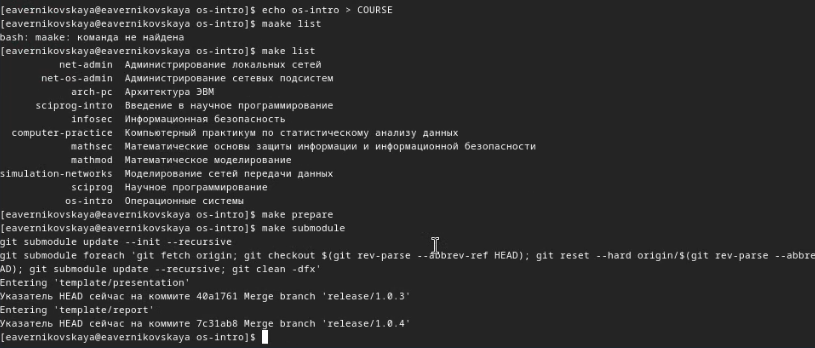 [eavernikovskaya@eavernikovskaya os-intro]$ echo os-intro > COURSE
[eavernikovskaya@eavernikovskaya os-intro]$ maake list
bash: maake: команда не найдена
[eavernikovskaya@eavernikovskaya os-intro]$ make list
net-admin Администрирование локальных сетей
net-os-admin Администрирование сетевых подсистем
arch-pc Архитектура ЭВМ
sciprog-intro Введение в научное программирование
infosec Информационная безопасность
computer-practice Компьютерный практикум по статистическому анализу данных
mathsec Математические основы защиты информации и информационной безопасности
mathmod Математическое моделирование
simulation-networks Моделирование сетей передачи данных
sciprog Научное программирование
os-intro Операционные системы
[eavernikovskaya@eavernikovskaya os-intro]$ make prepare
[eavernikovskaya@eavernikovskaya os-intro]$ make submodule
git submodule update --init --recursive
git submodule foreach 'git fetch origin; git checkout $(git rev-parse --abbrev-ref HEAD); git reset --hard origin/$(git rev-parse --abbre
AD); git submodule update --recursive; git clean -dfx'
Entering 'template/presentation'
Указатель HEAD сейчас на коммите 40a1761 Merge branch 'release/1.0.3'
Entering 'template/report'
Указатель HEAD сейчас на коммите 7c31ab8 Merge branch 'release/1.0.4'
[eavernikovskaya@eavernikovskaya os-intro]$